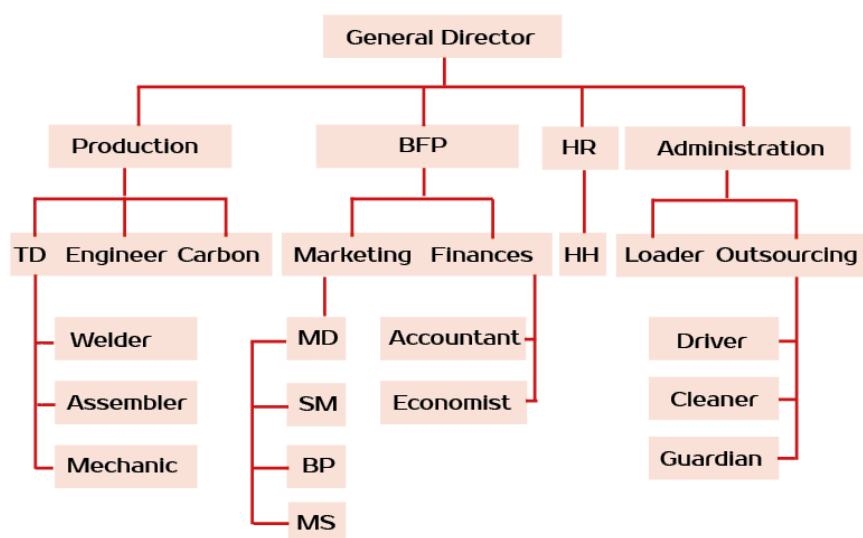 General Director
Production BFP HR Administration
TD Engineer Carbon Marketing Finances HH Loader Outsourcing
Welder MD Accountant Driver
Assembler SM Economist Cleaner
Mechanic BP Guardian
MS